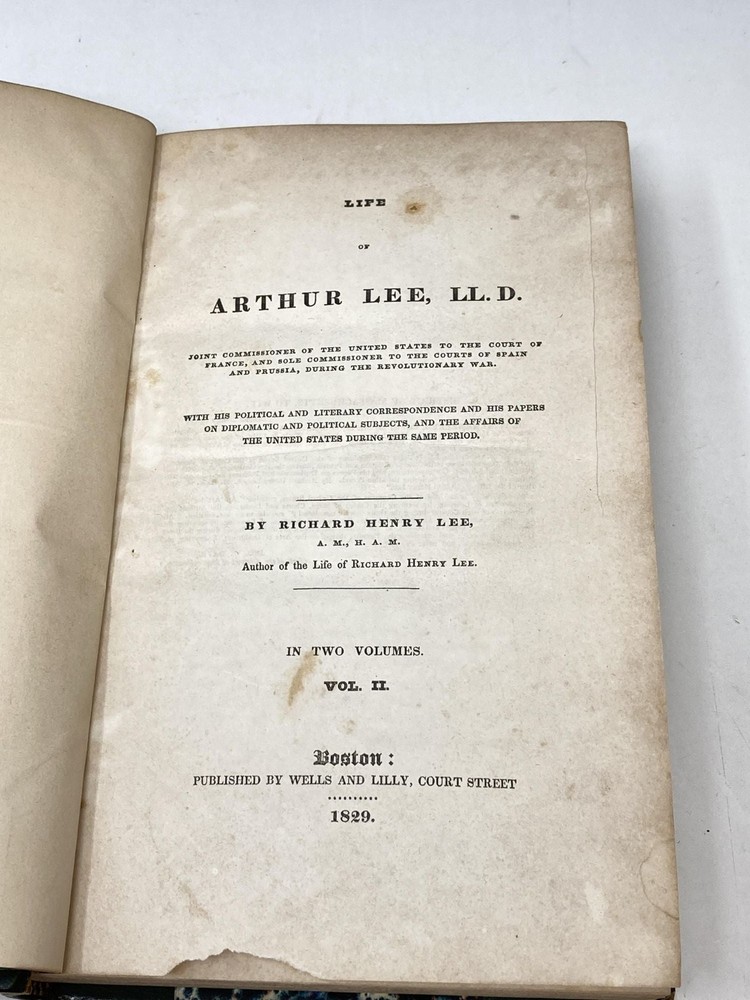 LIFE
OF
ARTHUR LEE, LL. D.
JOINT COMMISSIONER OF THE UNITED STATES TO THE COURT OF
FRANCE, AND SOLE COMMISSIONER TO THE COURTS OF SPAIN
AND PRUSSIA, DURING THE REVOLUTIONARY WAR.
WITH HIS POLITICAL AND LITERARY CORRESPONDENCE AND HIS PAPERS
ON DIPLOMATIC AND POLITICAL SUBJECTS, AND THE AFFAIRS OF
THE UNITED STATES DURING THE SAME PERIOD.
BY RICHARD HENRY LEE,
A. M., H. A. M.
Author of the Life of RICHARD HENRY LEE.
IN TWO VOLUMES.
VOL. II.
Boston:
PUBLISHED BY WELLS AND LILLY, COURT STREET
..........
1829.